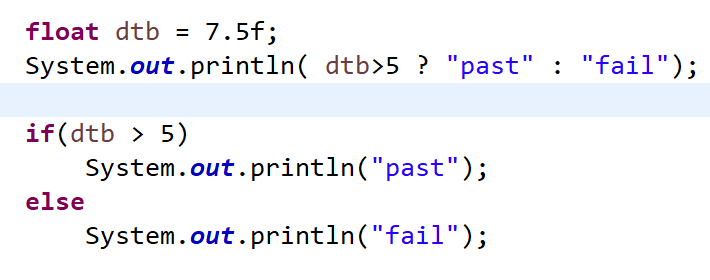 float dtb = 7.5f;
System.out.println( dtb>5 ? "past" : "fail");
if(dtb > 5)
System.out.println("past");
else
System.out.println("fail");